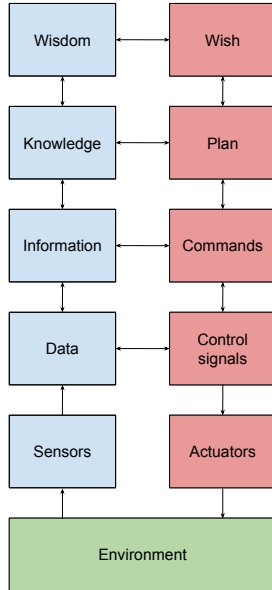 Wisdom
Wish
Knowledge
Plan
Information
Commands
Data
Control
signals
Sensors
Actuators
Environment